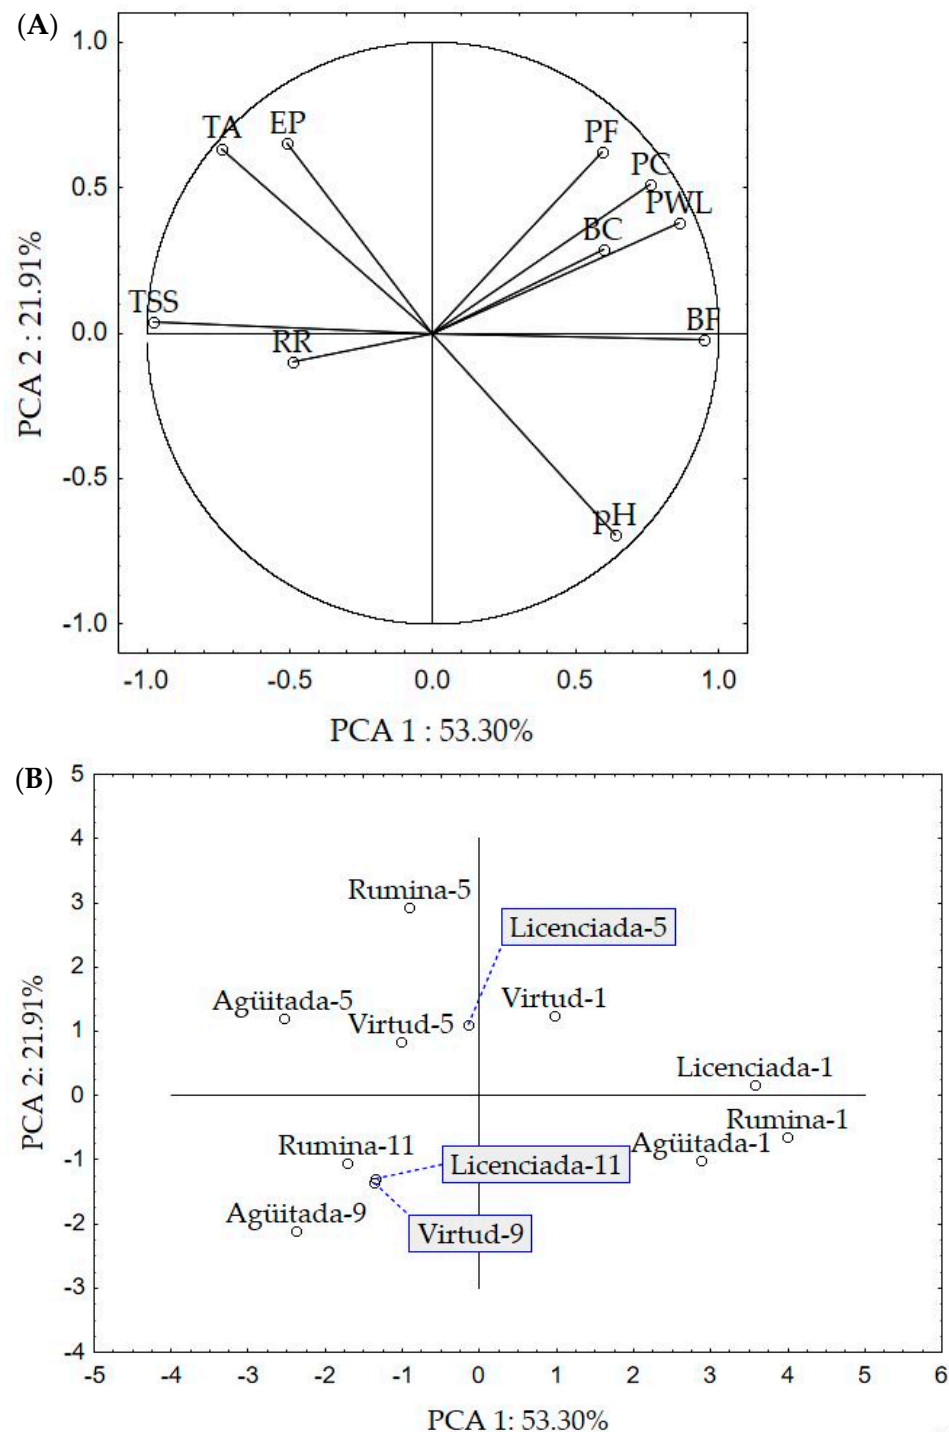 (A)
1.0
TA
EP
PF
PC
0.5
PWL
BC
TSS
BF
0.0
RR
-0.5
pH
-1.0
-1.0
-0.5
0.0
0.5
1.0
PCA 2 : 21.91%
PCA 1 : 53.30%
(B)
5
4
3
2
1
0
-1
-2
-3
-4
Rumina-5
Licenciada-5
Agüitada-5
Virtud-5
Virtud-1
Licenciada-1
Rumina-1
Rumina-11
Agüitada-1
Licenciada-11
Agüitada-9
Virtud-9
-5
-4
-3
-2
-1
0
1
2
3
4
5
6
PCA 2: 21.91%
PCA 1: 53.30%